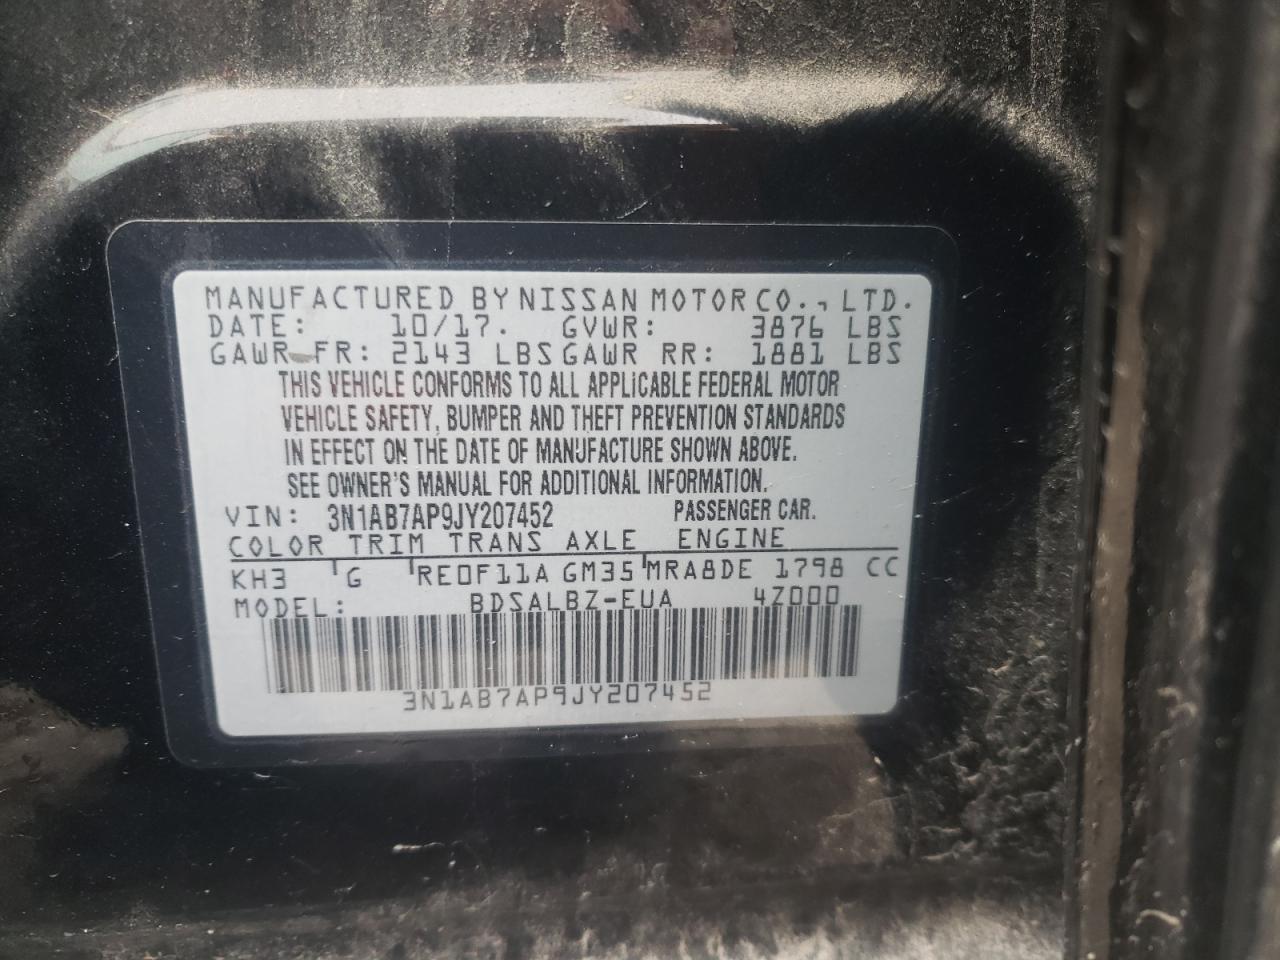 MANUFACTURED BY NISSAN MOTOR CO., LTD.
DATE: 10/17. GVWR: 3876 LBS
GAWR FR: 2143 LBS GAWR RR: 1881 LBS
THIS VEHICLE CONFORMS TO ALL APPLICABLE FEDERAL MOTOR
VEHICLE SAFETY, BUMPER AND THEFT PREVENTION STANDARDS
IN EFFECT ON THE DATE OF MANUFACTURE SHOWN ABOVE.
SEE OWNER'S MANUAL FOR ADDITIONAL INFORMATION.
VIN: 3N1AB7AP9JY207452 PASSENGER CAR.
COLOR TRIM TRANS AXLE ENGINE
KH3 G RE0F11A GM35 MRA8DE 1798 CC
MODEL: BDSALBZ-EUA 4Z000
3N1AB7AP9JY207452